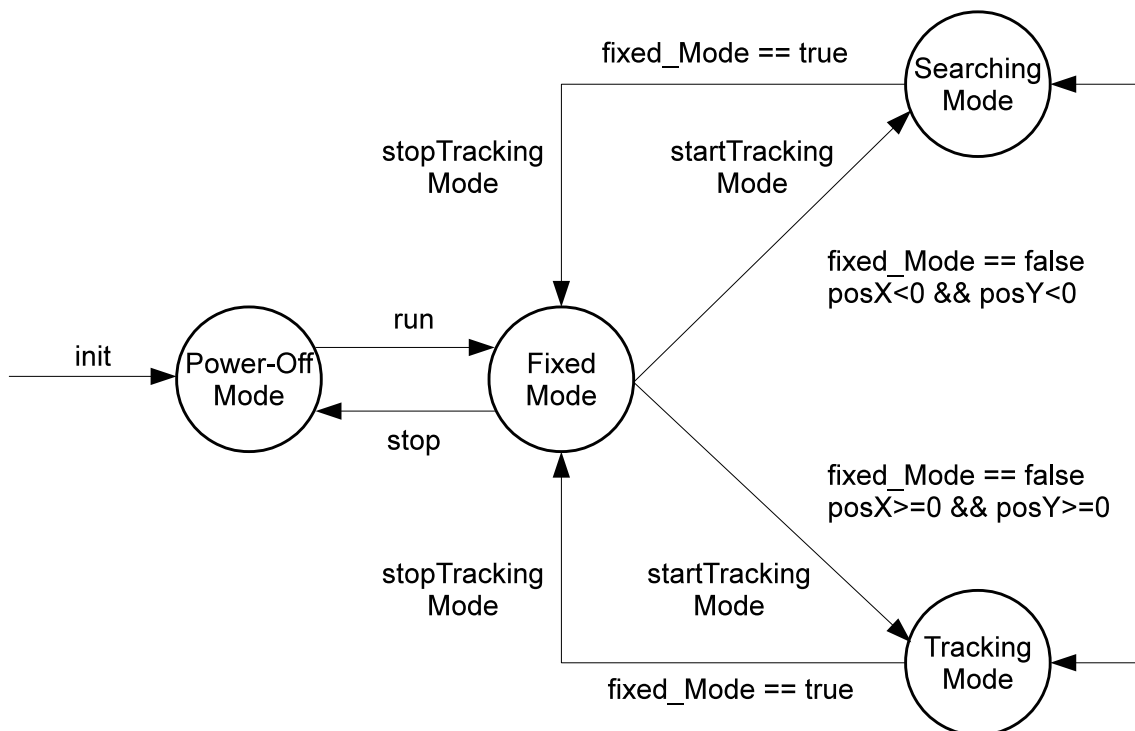 fixed_Mode == true
Searching
Mode
stopTracking
Mode
startTracking
Mode
fixed_Mode == false
posX<0 && posY<0
init
Power-Off
Mode
run
stop
Fixed
Mode
fixed_Mode == false
posX>=0 && posY>=0
stopTracking
Mode
startTracking
Mode
Tracking
Mode
fixed_Mode == true